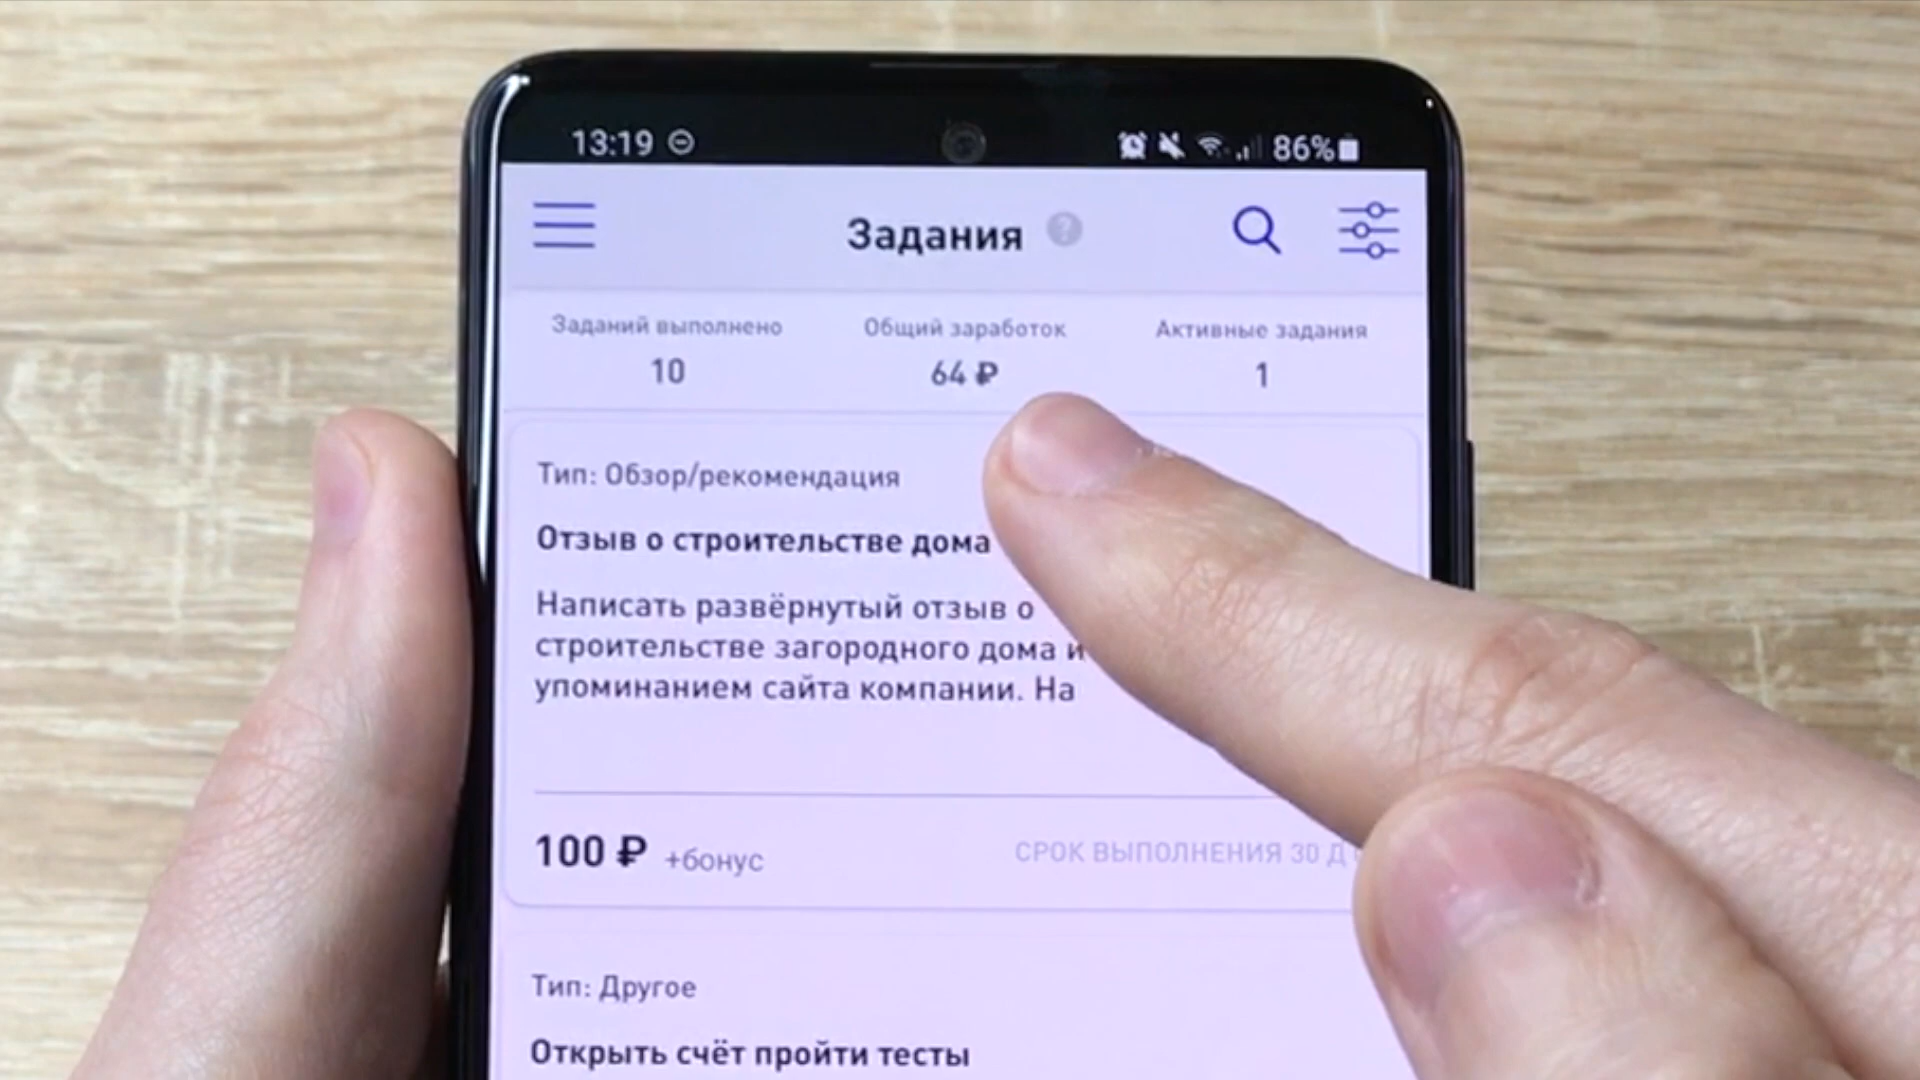 13:19 86%
Задания ?
Заданий выполнено Общий заработок Активные задания
10 64 ₽ 1
Тип: Обзор/рекомендация
Отзыв о строительстве дома
Написать развёрнутый отзыв о
строительстве загородного дома и
упоминанием сайта компании. На
100 ₽ +бонус СРОК ВЫПОЛНЕНИЯ 30
Тип: Другое
Открыть счёт пройти тесты